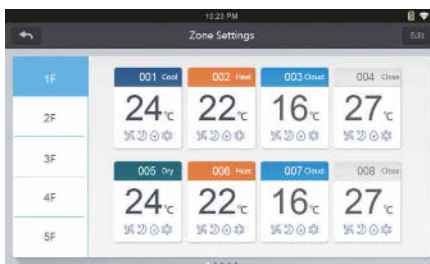 10:23 PM
Zone Settings
Edit
1F
001 Cool
002 Heat
003 Cloud
004 Close
24°C
22°C
16°C
27°C
2F
3F
005 Dry
006 Heat
007 Cloud
008 Close
4F
24°C
22°C
16°C
27°C
5F